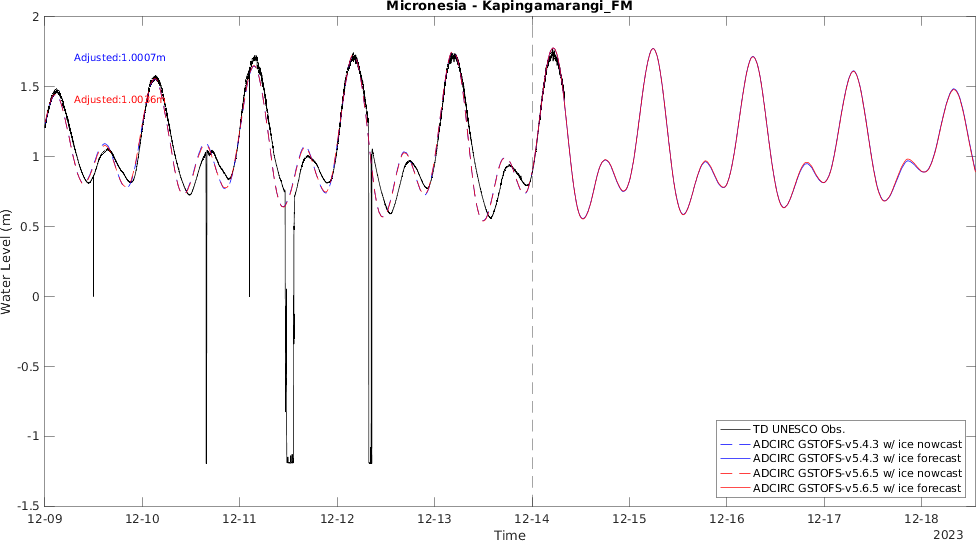 Micronesia - Kapingamarangi_FM
2
1.5
1
0.5
0
-0.5
-1
-1.5
Water Level (m)
Adjusted:1.0007m
Adjusted:1.0036m
TD UNESCO Obs.
ADCIRC GSTOFS-v5.4.3 w/ ice nowcast
ADCIRC GSTOFS-v5.4.3 w/ ice forecast
ADCIRC GSTOFS-v5.6.5 w/ ice nowcast
ADCIRC GSTOFS-v5.6.5 w/ ice forecast
12-09 12-10 12-11 12-12 12-13 12-14 12-15 12-16 12-17 12-18
Time
2023